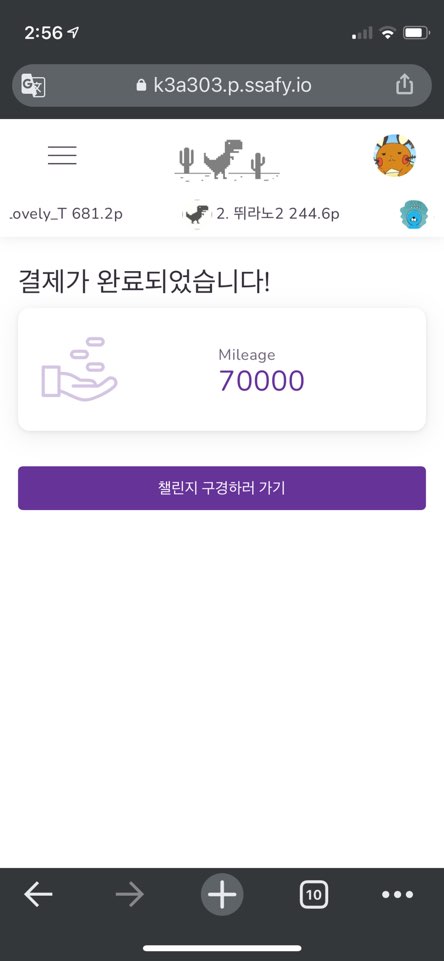 2:56
k3a303.p.ssafy.io
.ovely_T 681.2p
2. 뛰라노2 244.6p
결제가 완료되었습니다!
Mileage
70000
챌린지 구경하러 가기
10